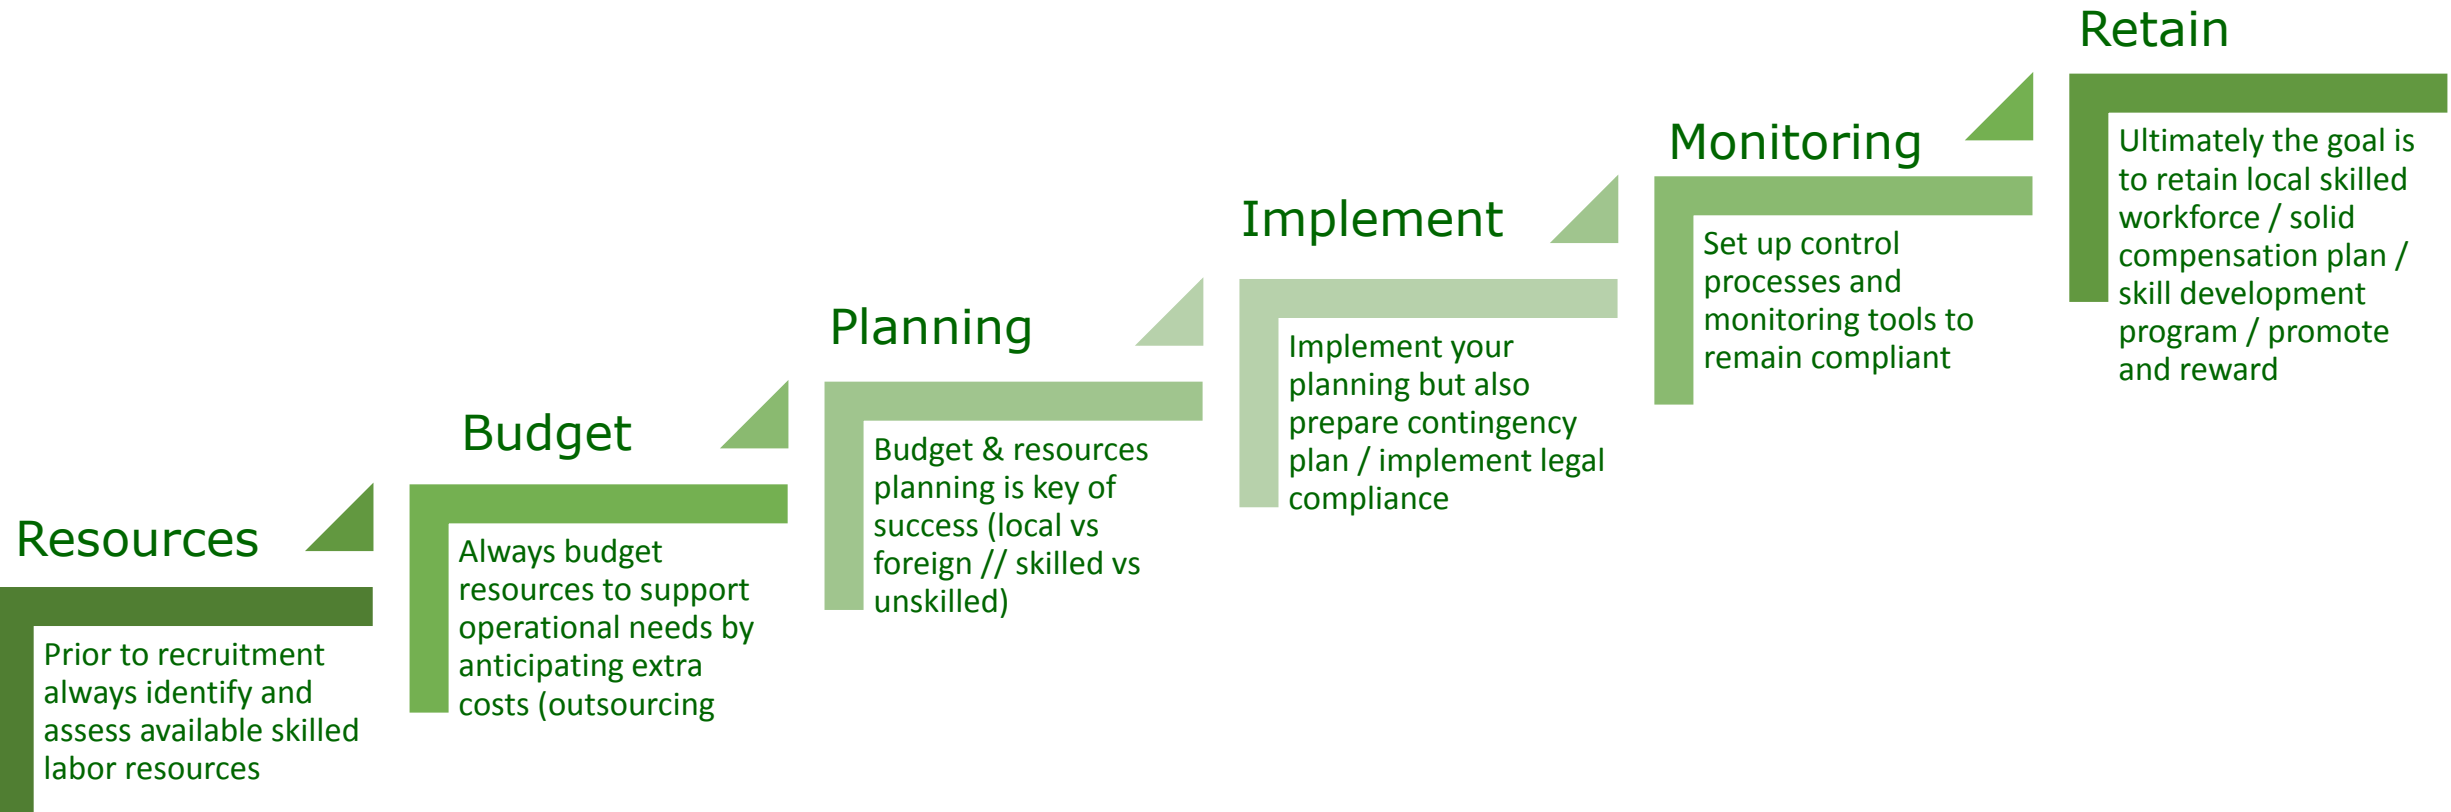 Resources
Prior to recruitment
always identify and
assess available skilled
labor resources
Budget
Always budget
resources to support
operational needs by
anticipating extra
costs (outsourcing
Planning
Budget & resources
planning is key of
success (local vs
foreign // skilled vs
unskilled)
Implement
Implement your
planning but also
prepare contingency
plan / implement legal
compliance
Monitoring
Set up control
processes and
monitoring tools to
remain compliant
Retain
Ultimately the goal is
to retain local skilled
workforce / solid
compensation plan /
skill development
program / promote
and reward